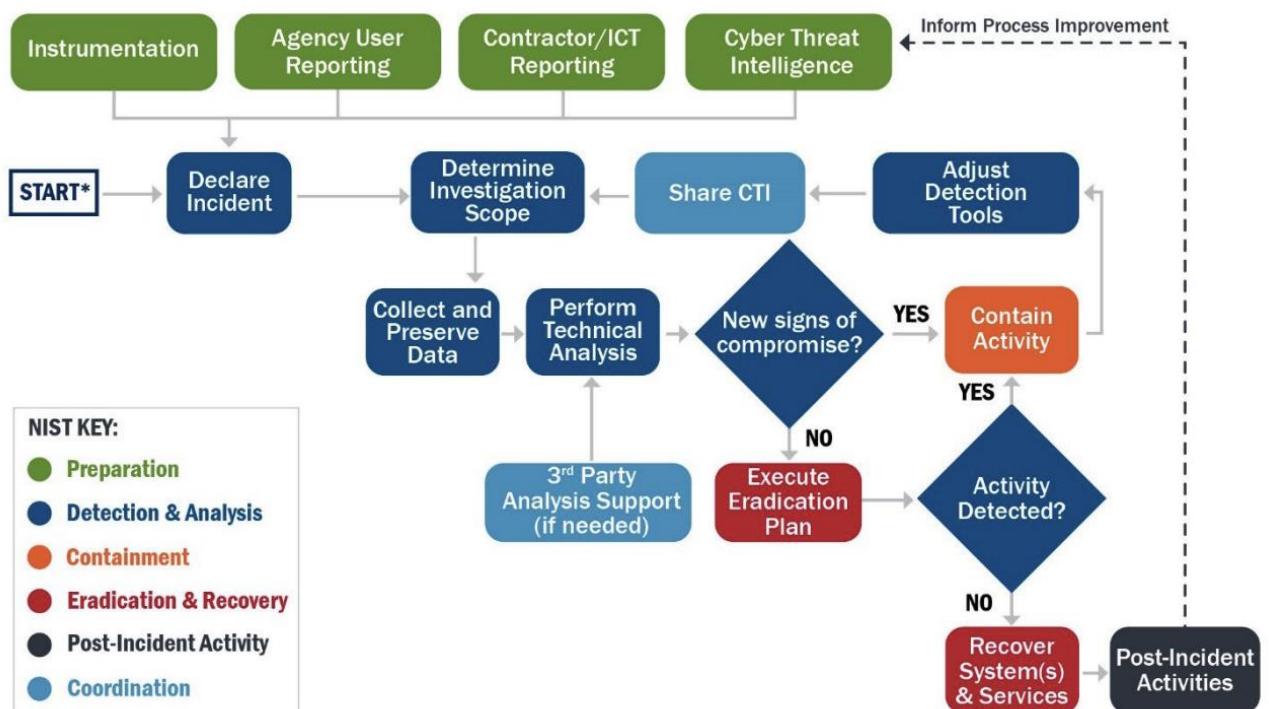 Inform Process Improvement
Instrumentation
Agency User
Reporting
Contractor/ICT
Reporting
Cyber Threat
Intelligence
START*
Declare
Incident
Determine
Investigation
Scope
Share CTI
Adjust
Detection
Tools
Collect and
Preserve
Data
Perform
Technical
Analysis
New signs of
compromise?
YES
Contain
Activity
YES
NO
3rd Party
Analysis Support
(if needed)
Execute
Eradication
Plan
Activity
Detected?
NO
Recover
System(s)
& Services
Post-Incident
Activities
NIST KEY:
Preparation
Detection & Analysis
Containment
Eradication & Recovery
Post-Incident Activity
Coordination